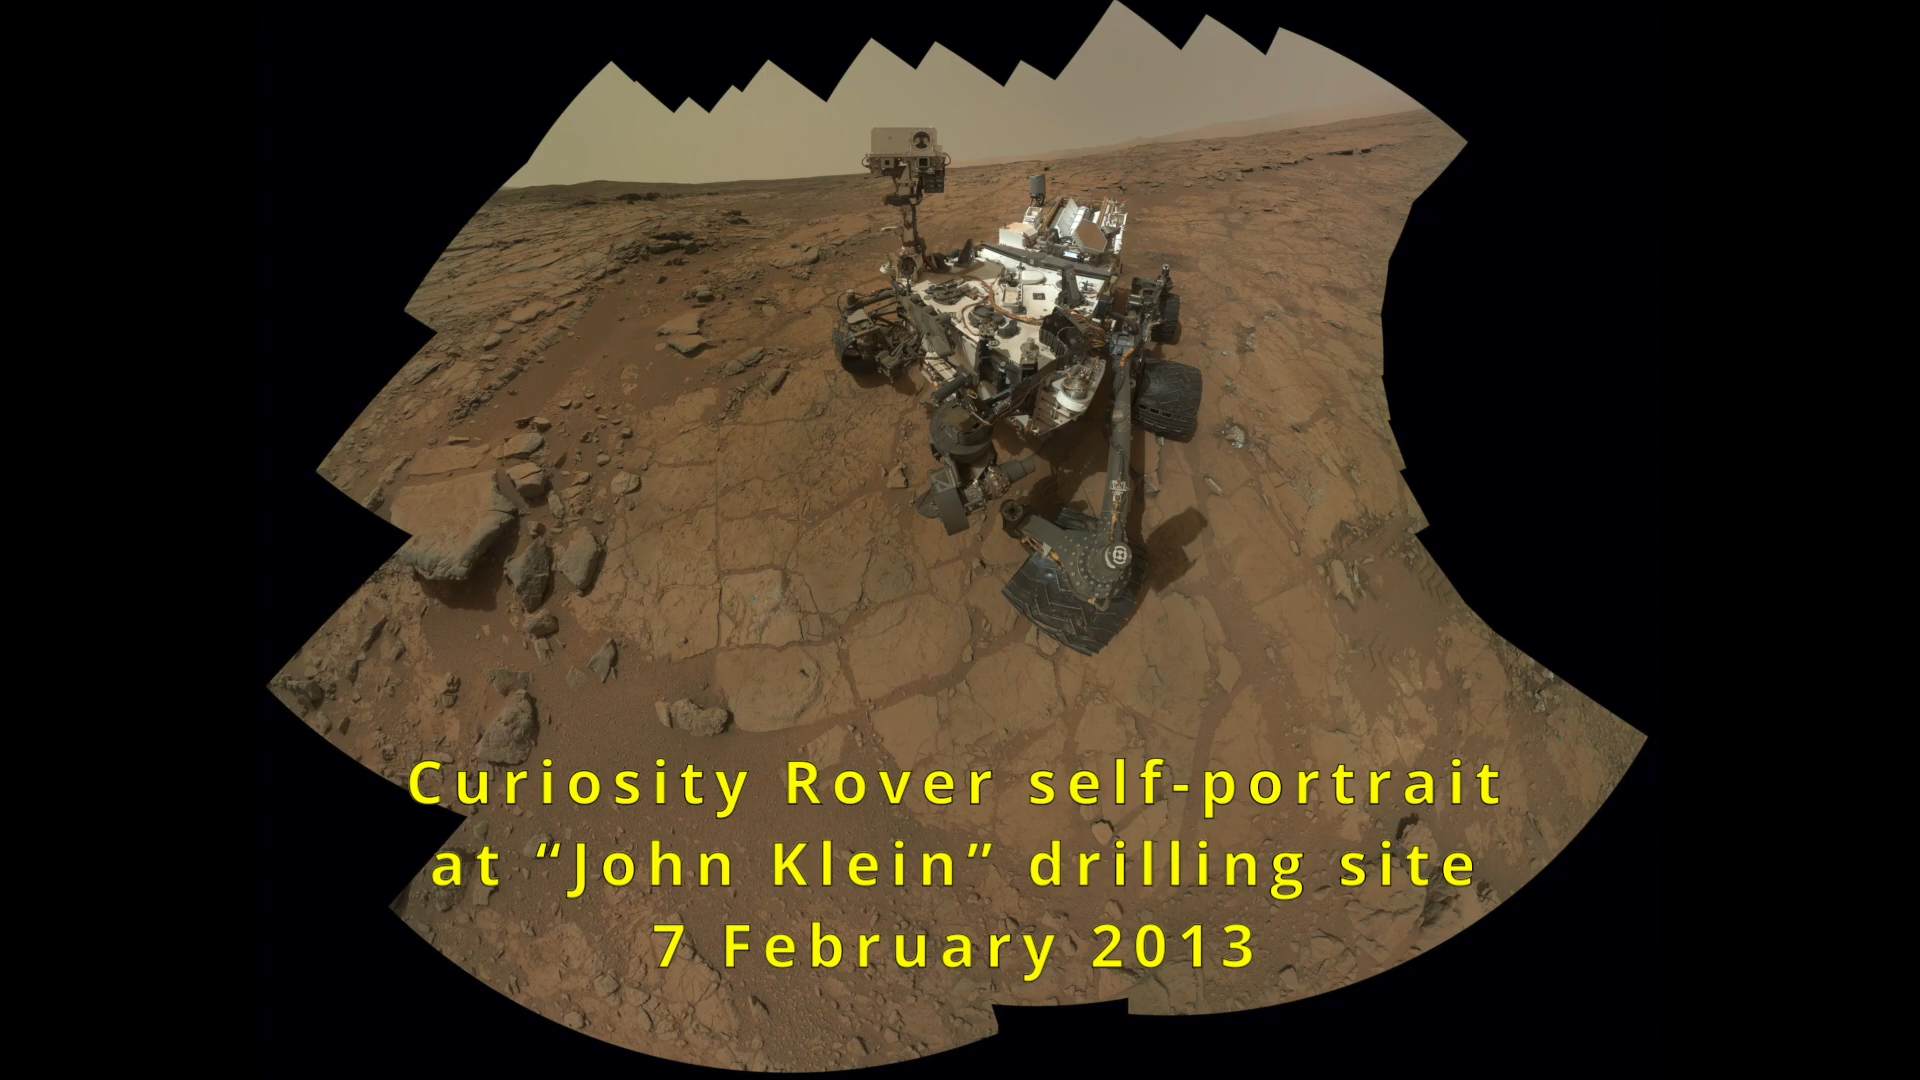 Curiosity Rover self-portrait
at “John Klein” drilling site
7 February 2013